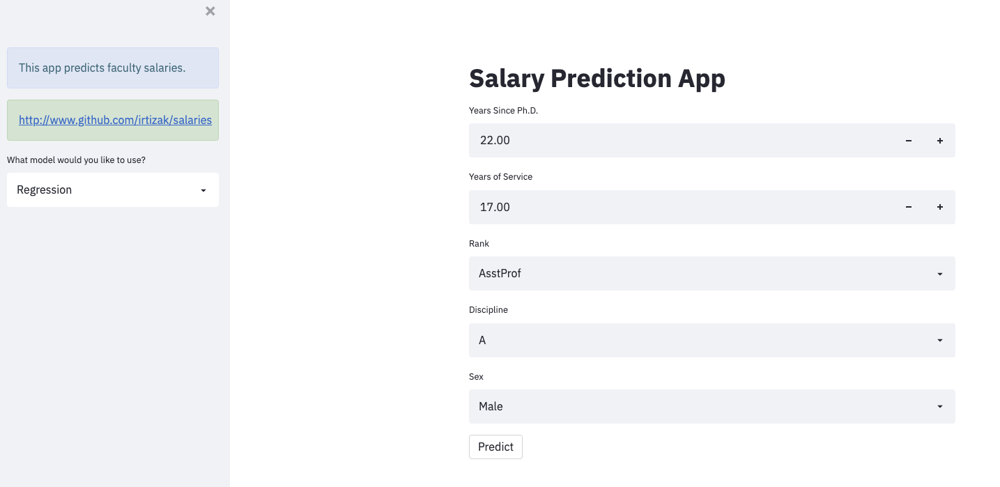 This app predicts faculty salaries.
http://www.github.com/irtizak/salaries
What model would you like to use?
Regression
Salary Prediction App
Years Since Ph.D.
22.00
Years of Service
17.00
Rank
AsstProf
Discipline
A
Sex
Male
Predict